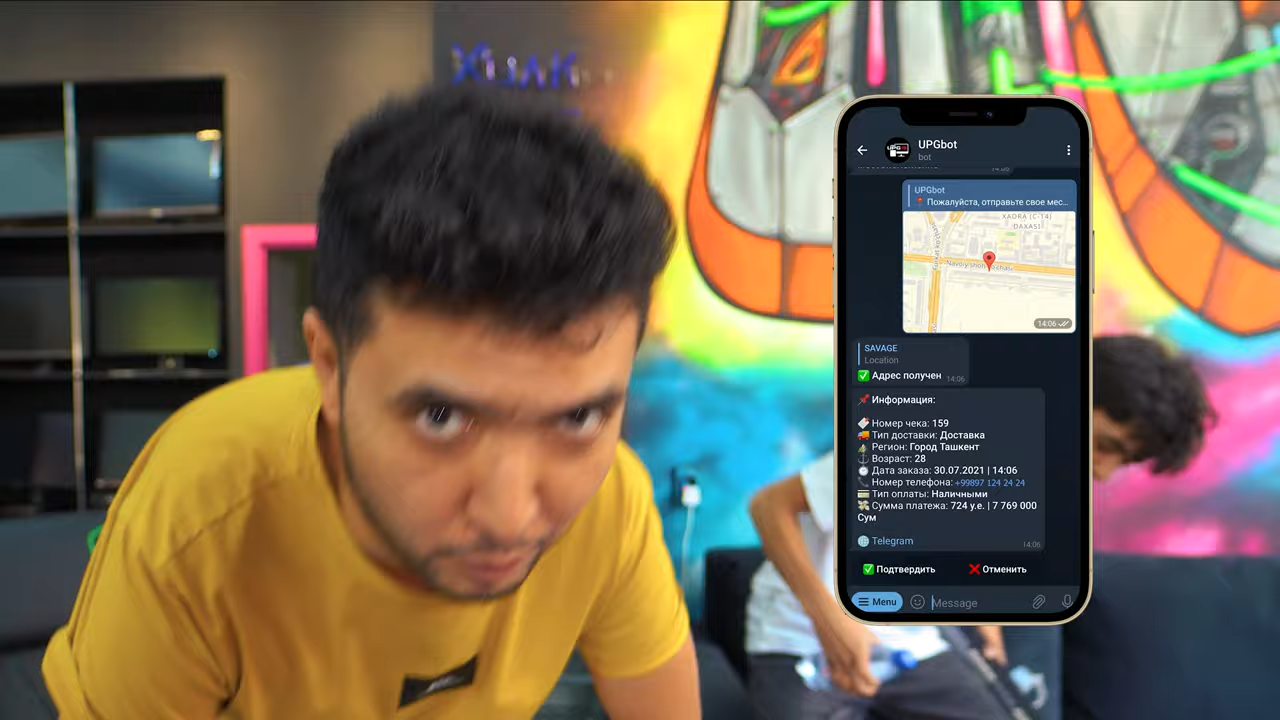 UPGbot
bot
14:06
UPGbot
📍 Пожалуйста, отправьте свое мес...
XADRA (C-14)
DAXASI
14:06
SAVAGE
Location
✅ Адрес получен 14:06
📌 Информация:
Номер чека: 159
🚚 Тип доставки: Доставка
Регион: Город Ташкент
⚓ Возраст: 28
Дата заказа: 30.07.2021 | 14:06
📞 Номер телефона: +99897 124 24 24
💳 Тип оплаты: Наличными
💸 Сумма платежа: 724 у.е. | 7 769 000
Сум
🌐 Telegram 14:06
✅ Подтвердить ❌ Отменить
Menu Message